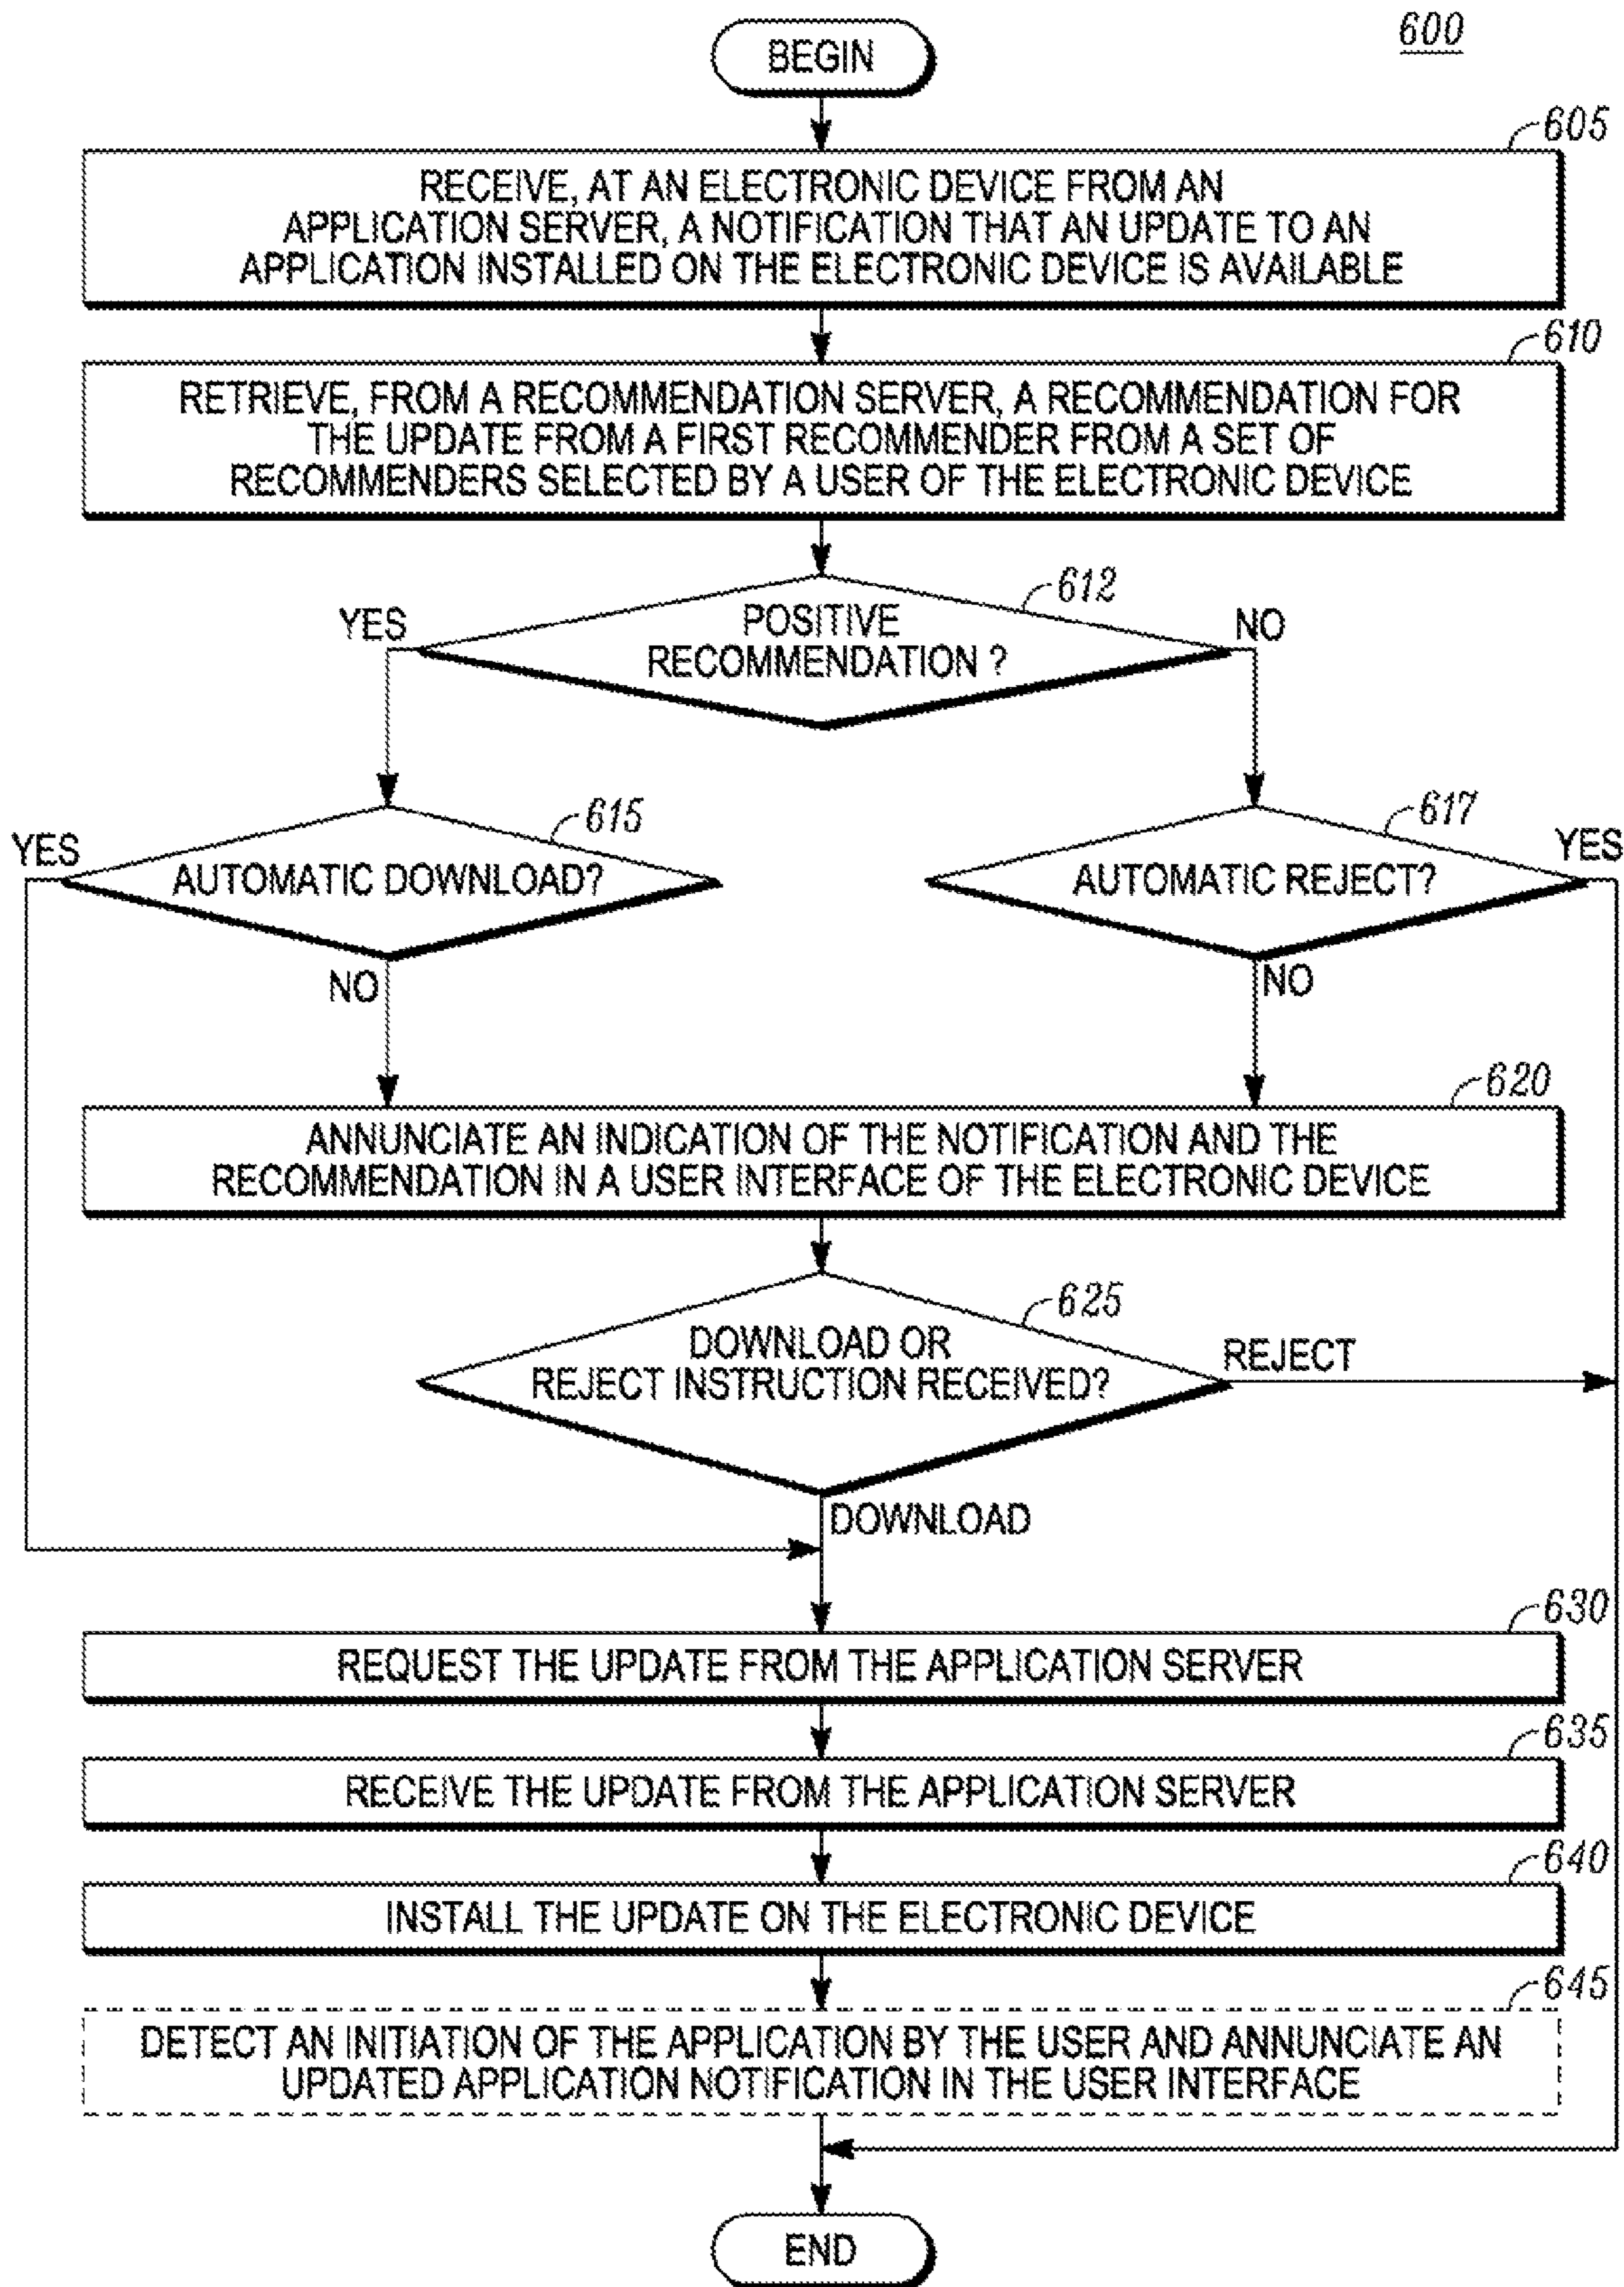 600
BEGIN
605
RECEIVE, AT AN ELECTRONIC DEVICE FROM AN
APPLICATION SERVER, A NOTIFICATION THAT AN UPDATE TO AN
APPLICATION INSTALLED ON THE ELECTRONIC DEVICE IS AVAILABLE
610
RETRIEVE, FROM A RECOMMENDATION SERVER, A RECOMMENDATION FOR
THE UPDATE FROM A FIRST RECOMMENDER FROM A SET OF
RECOMMENDERS SELECTED BY A USER OF THE ELECTRONIC DEVICE
612
YES
POSITIVE
RECOMMENDATION ?
NO
615
YES
AUTOMATIC DOWNLOAD?
NO
617
YES
AUTOMATIC REJECT?
NO
620
ANNUNCIATE AN INDICATION OF THE NOTIFICATION AND THE
RECOMMENDATION IN A USER INTERFACE OF THE ELECTRONIC DEVICE
625
DOWNLOAD OR
REJECT INSTRUCTION RECEIVED?
REJECT
DOWNLOAD
630
REQUEST THE UPDATE FROM THE APPLICATION SERVER
635
RECEIVE THE UPDATE FROM THE APPLICATION SERVER
640
INSTALL THE UPDATE ON THE ELECTRONIC DEVICE
645
DETECT AN INITIATION OF THE APPLICATION BY THE USER AND ANNUNCIATE AN
UPDATED APPLICATION NOTIFICATION IN THE USER INTERFACE
END